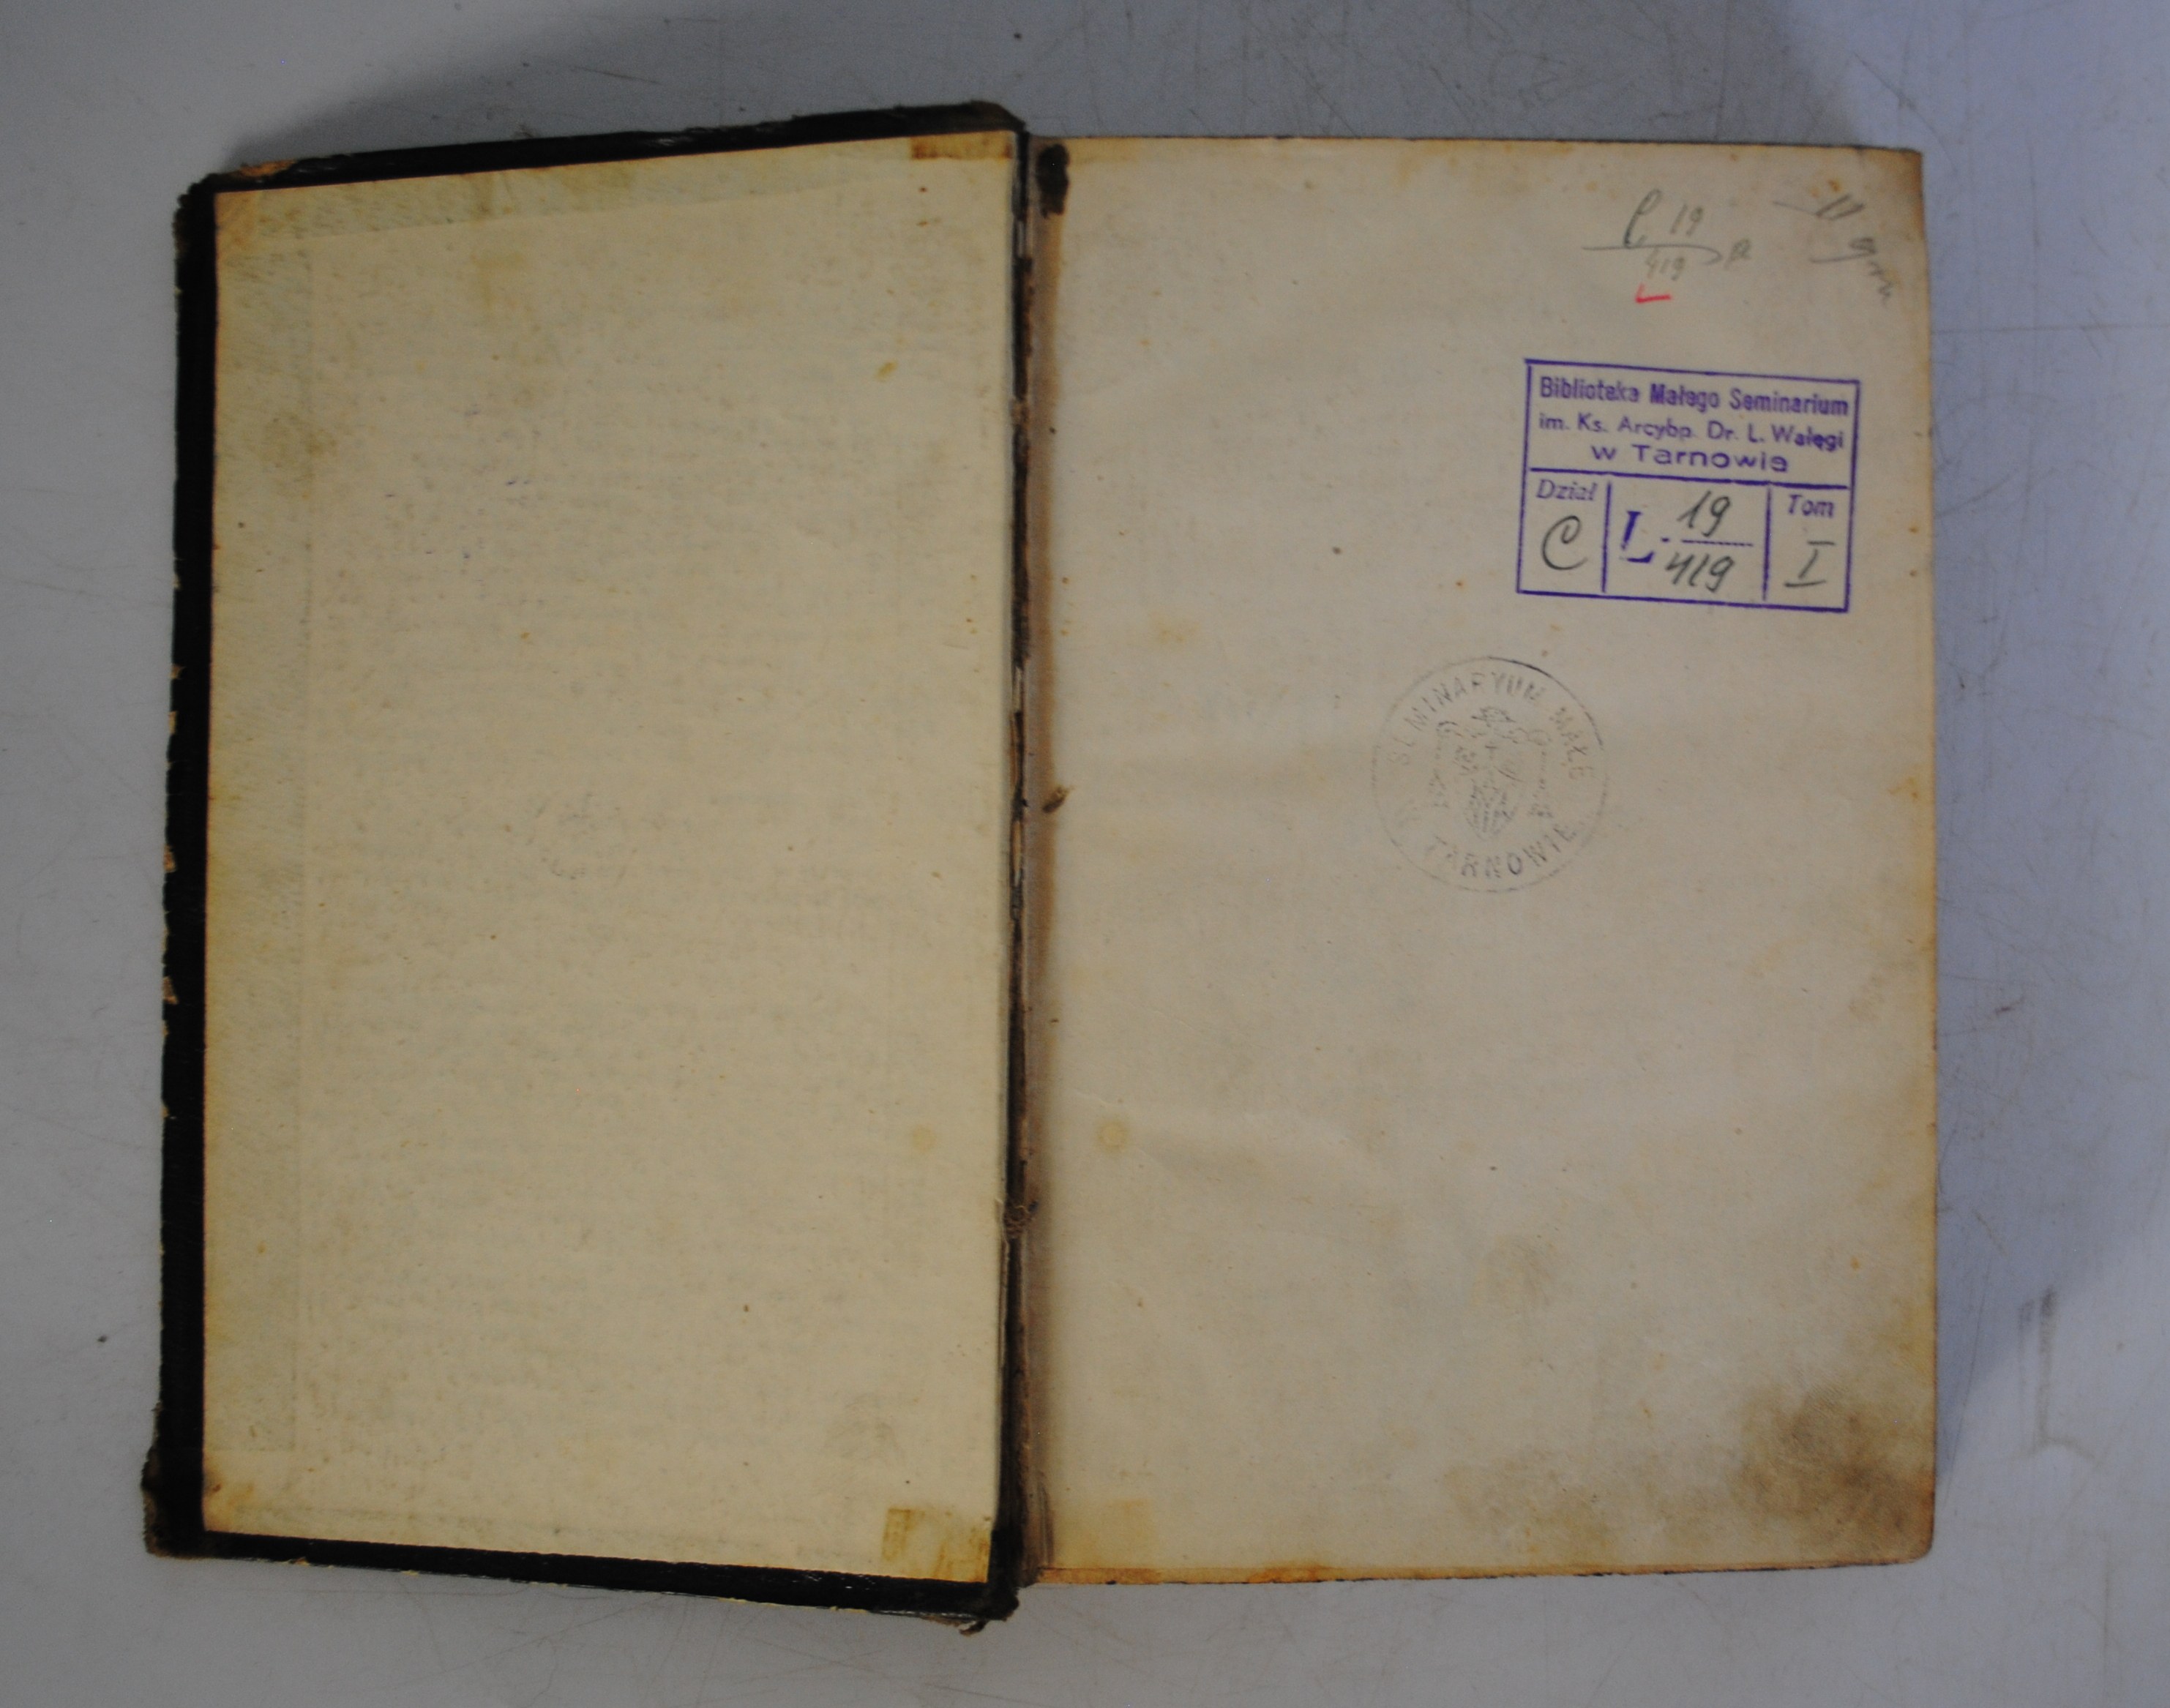 C 19
419
Biblioteka Małego Seminarium
im. Ks. Arcybp. Dr. L. Wałęgi
w Tarnowie
Dział
C
L. 19
419
Tom
I
SEMINARYUM MAŁE
W TARNOWIE